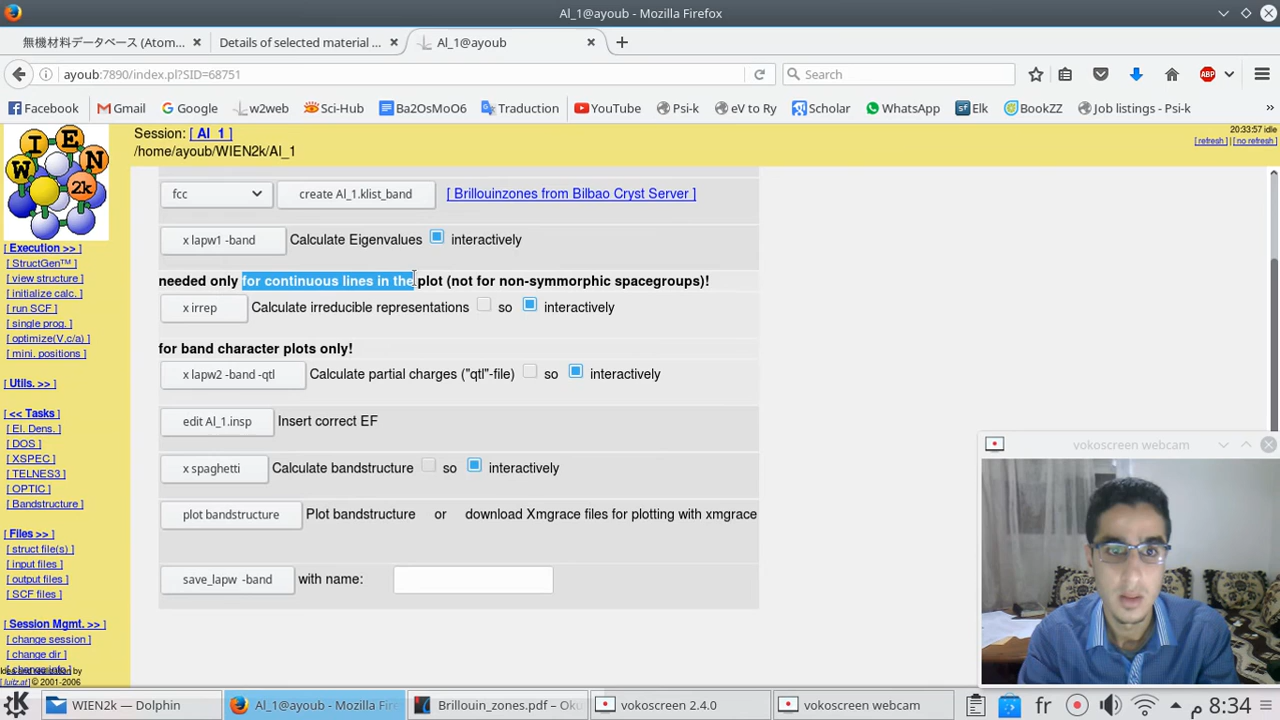 Al_1@ayoub - Mozilla Firefox
無機材料データベース (Atom... × Details of selected material ... × Al_1@ayoub × +
ayoub:7890/index.pl?SID=68751 Search ABP
Facebook Gmail Google w2web Sci-Hub Ba2OsMoO6 Traduction YouTube Psi-k eV to Ry Scholar WhatsApp Elk BookZZ Job listings - Psi-k
WIEN 2k
Session: [ Al_1 ]
/home/ayoub/WIEN2k/Al_1
20:33:57 idle
[ refresh ] [ no refresh ]
[ Execution >> ]
[ StructGen™ ]
[ view structure ]
[ initialize calc. ]
[ run SCF ]
[ single prog. ]
[ optimize(V,c/a) ]
[ mini. positions ]
[ Utils. >> ]
[ << Tasks ]
[ El. Dens. ]
[ DOS ]
[ XSPEC ]
[ TELNES3 ]
[ OPTIC ]
[ Bandstructure ]
[ Files >> ]
[ struct file(s) ]
[ input files ]
[ output files ]
[ SCF files ]
[ Session Mgmt. >> ]
[ change session ]
[ change dir ]
[ change info ]
[ luitz.at ] © 2001-2006
fcc create Al_1.klist_band [ Brillouinzones from Bilbao Cryst Server ]
x lapw1 -band Calculate Eigenvalues interactively
needed only for continuous lines in the plot (not for non-symmorphic spacegroups)!
x irrep Calculate irreducible representations so interactively
for band character plots only!
x lapw2 -band -qtl Calculate partial charges ("qtl"-file) so interactively
edit Al_1.insp Insert correct EF
x spaghetti Calculate bandstructure so interactively
plot bandstructure Plot bandstructure or download Xmgrace files for plotting with xmgrace
save_lapw -band with name:
vokoscreen webcam
WIEN2k — Dolphin Al_1@ayoub - Mozilla Fir Brillouin_zones.pdf – vokoscreen 2.4.0 vokoscreen webcam fr 8:34 م